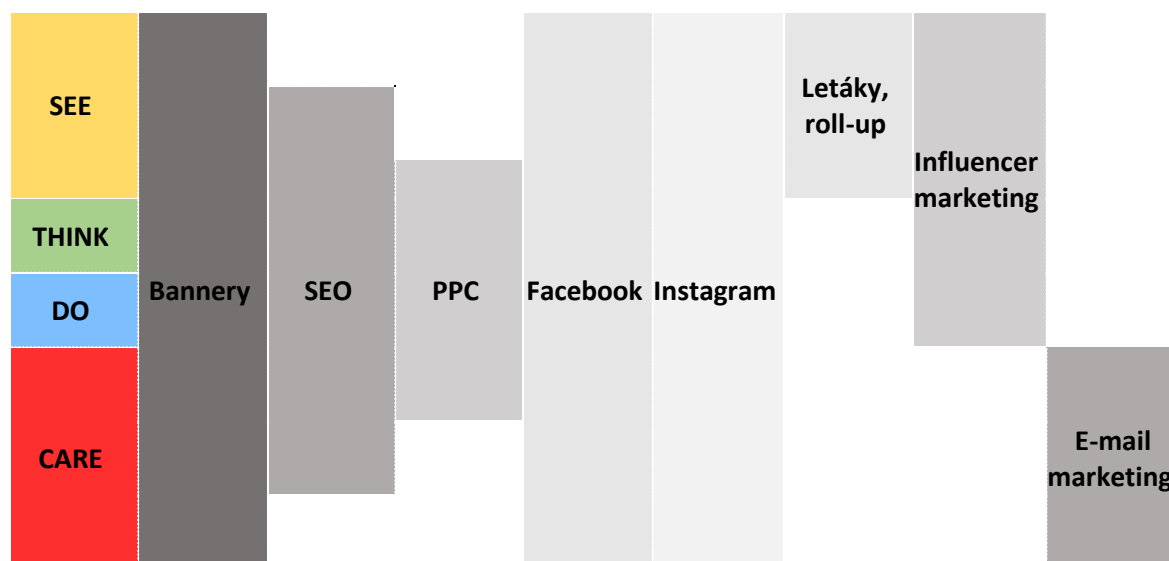 SEE
THINK
DO
CARE
Bannery
SEO
PPC
Facebook
Instagram
Letáky,
roll-up
Influencer
marketing
E-mail
marketing